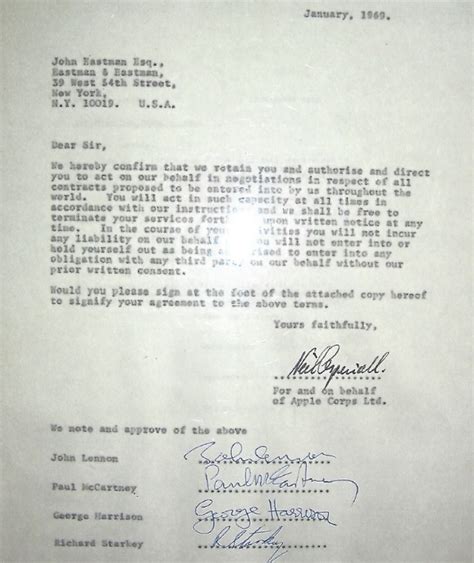 January, 1969.
John Eastman Esq.,
Eastman & Eastman,
39 West 54th Street,
New York,
N.Y. 10019. U.S.A.
Dear Sir,
We hereby confirm that we retain you and authorise and direct
you to act on our behalf in negotiations in respect of all
contracts proposed to be entered into by us throughout the
world. You will act in such capacity at all times in
accordance with our and we shall be free to
terminate your services upon written notice at any
time. In the course of you will not incur
any liability on our behalf you will not enter into or
hold yourself out as being to enter into any
obligation with any third party on our behalf without our
prior written consent.
Would you please sign at the foot of the attached copy hereof
to signify your agreement to the above terms.
Yours faithfully,
For and on behalf
of Apple Corps Ltd.
We note and approve of the above
John Lennon
Paul McCartney
George Harrison George Harrison
Richard Starkey R Starkey